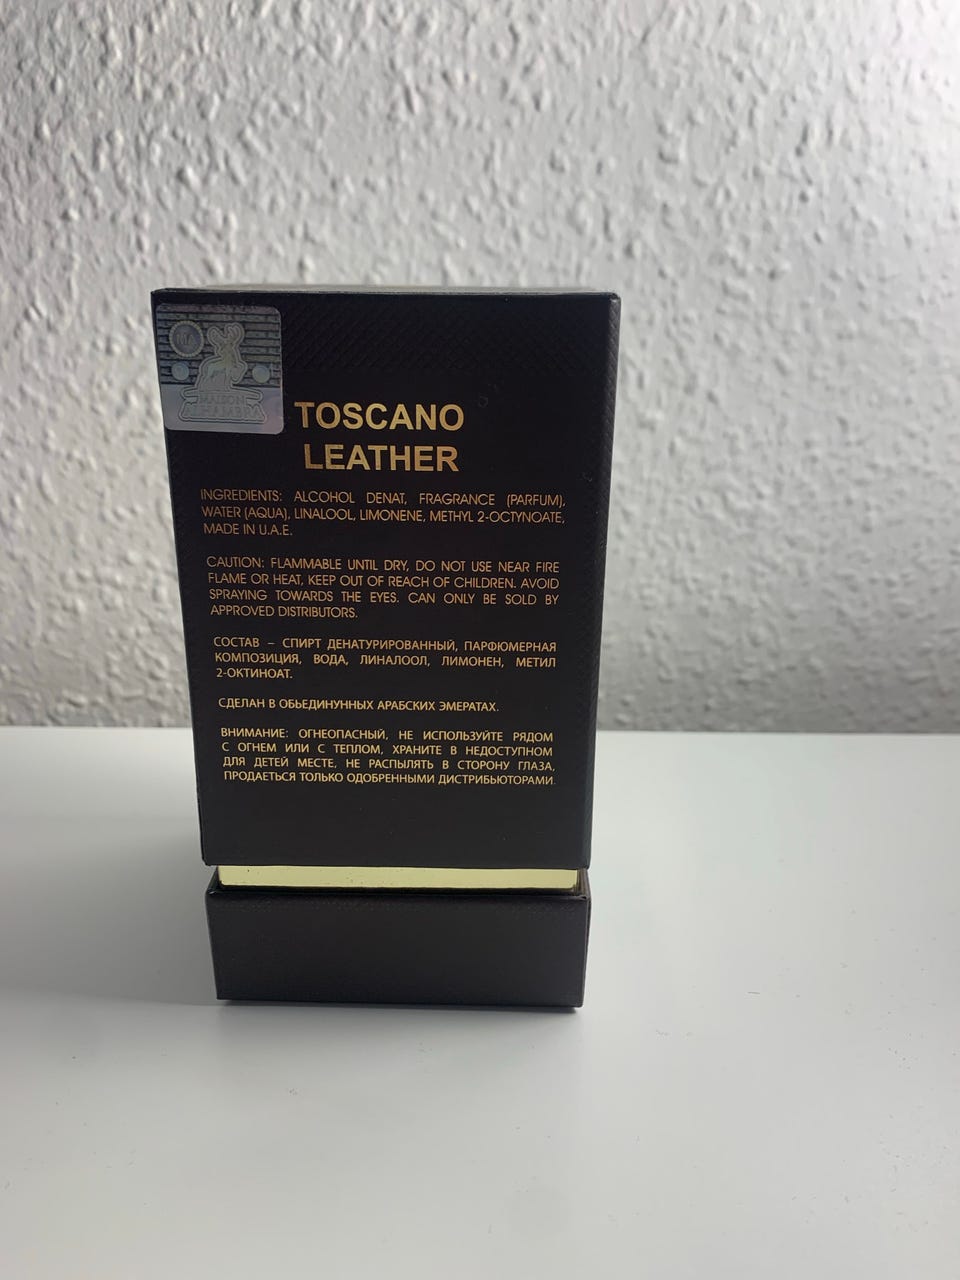 MA
MAISON
ALHAMBRA
TOSCANO
LEATHER
INGREDIENTS: ALCOHOL DENAT, FRAGRANCE (PARFUM),
WATER (AQUA), LINALOOL, LIMONENE, METHYL 2-OCTYNOATE,
MADE IN U.A.E.
CAUTION: FLAMMABLE UNTIL DRY, DO NOT USE NEAR FIRE
FLAME OR HEAT, KEEP OUT OF REACH OF CHILDREN. AVOID
SPRAYING TOWARDS THE EYES. CAN ONLY BE SOLD BY
APPROVED DISTRIBUTORS.
СОСТАВ – СПИРТ ДЕНАТУРИРОВАННЫЙ, ПАРФЮМЕРНАЯ
КОМПОЗИЦИЯ, ВОДА, ЛИНАЛООЛ, ЛИМОНЕН, МЕТИЛ
2-ОКТИНОАТ.
СДЕЛАН В ОБЬЕДИНУННЫХ АРАБСКИХ ЭМЕРАТАХ.
ВНИМАНИЕ: ОГНЕОПАСНЫЙ, НЕ ИСПОЛЬЗУЙТЕ РЯДОМ
С ОГНЕМ ИЛИ С ТЕПЛОМ, ХРАНИТЕ В НЕДОСТУПНОМ
ДЛЯ ДЕТЕЙ МЕСТЕ, НЕ РАСПЫЛЯТЬ В СТОРОНУ ГЛАЗА,
ПРОДАЕТЬСЯ ТОЛЬКО ОДОБРЕННЫМИ ДИСТРИБЬЮТОРАМИ.